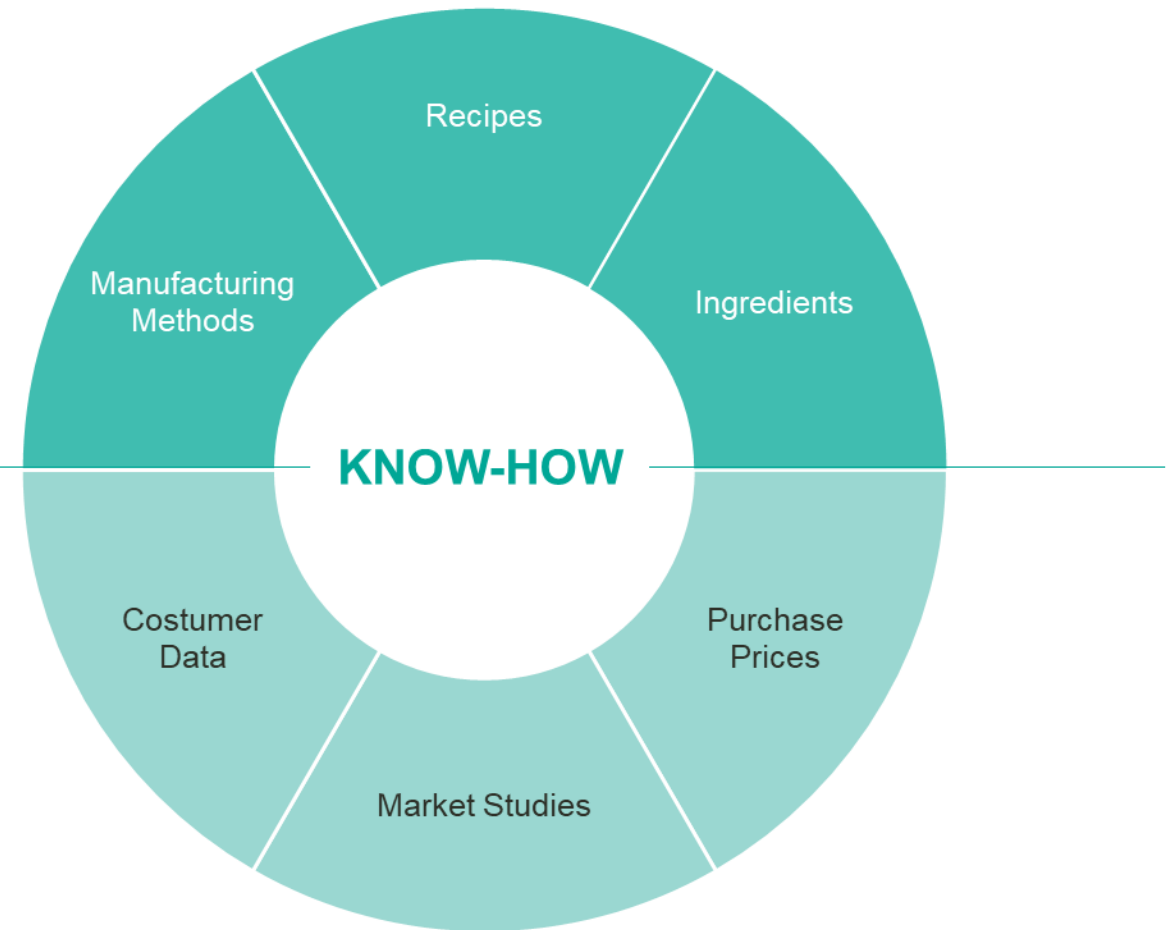 Recipes
Manufacturing
Methods
Ingredients
KNOW-HOW
Costumer
Data
Purchase
Prices
Market Studies